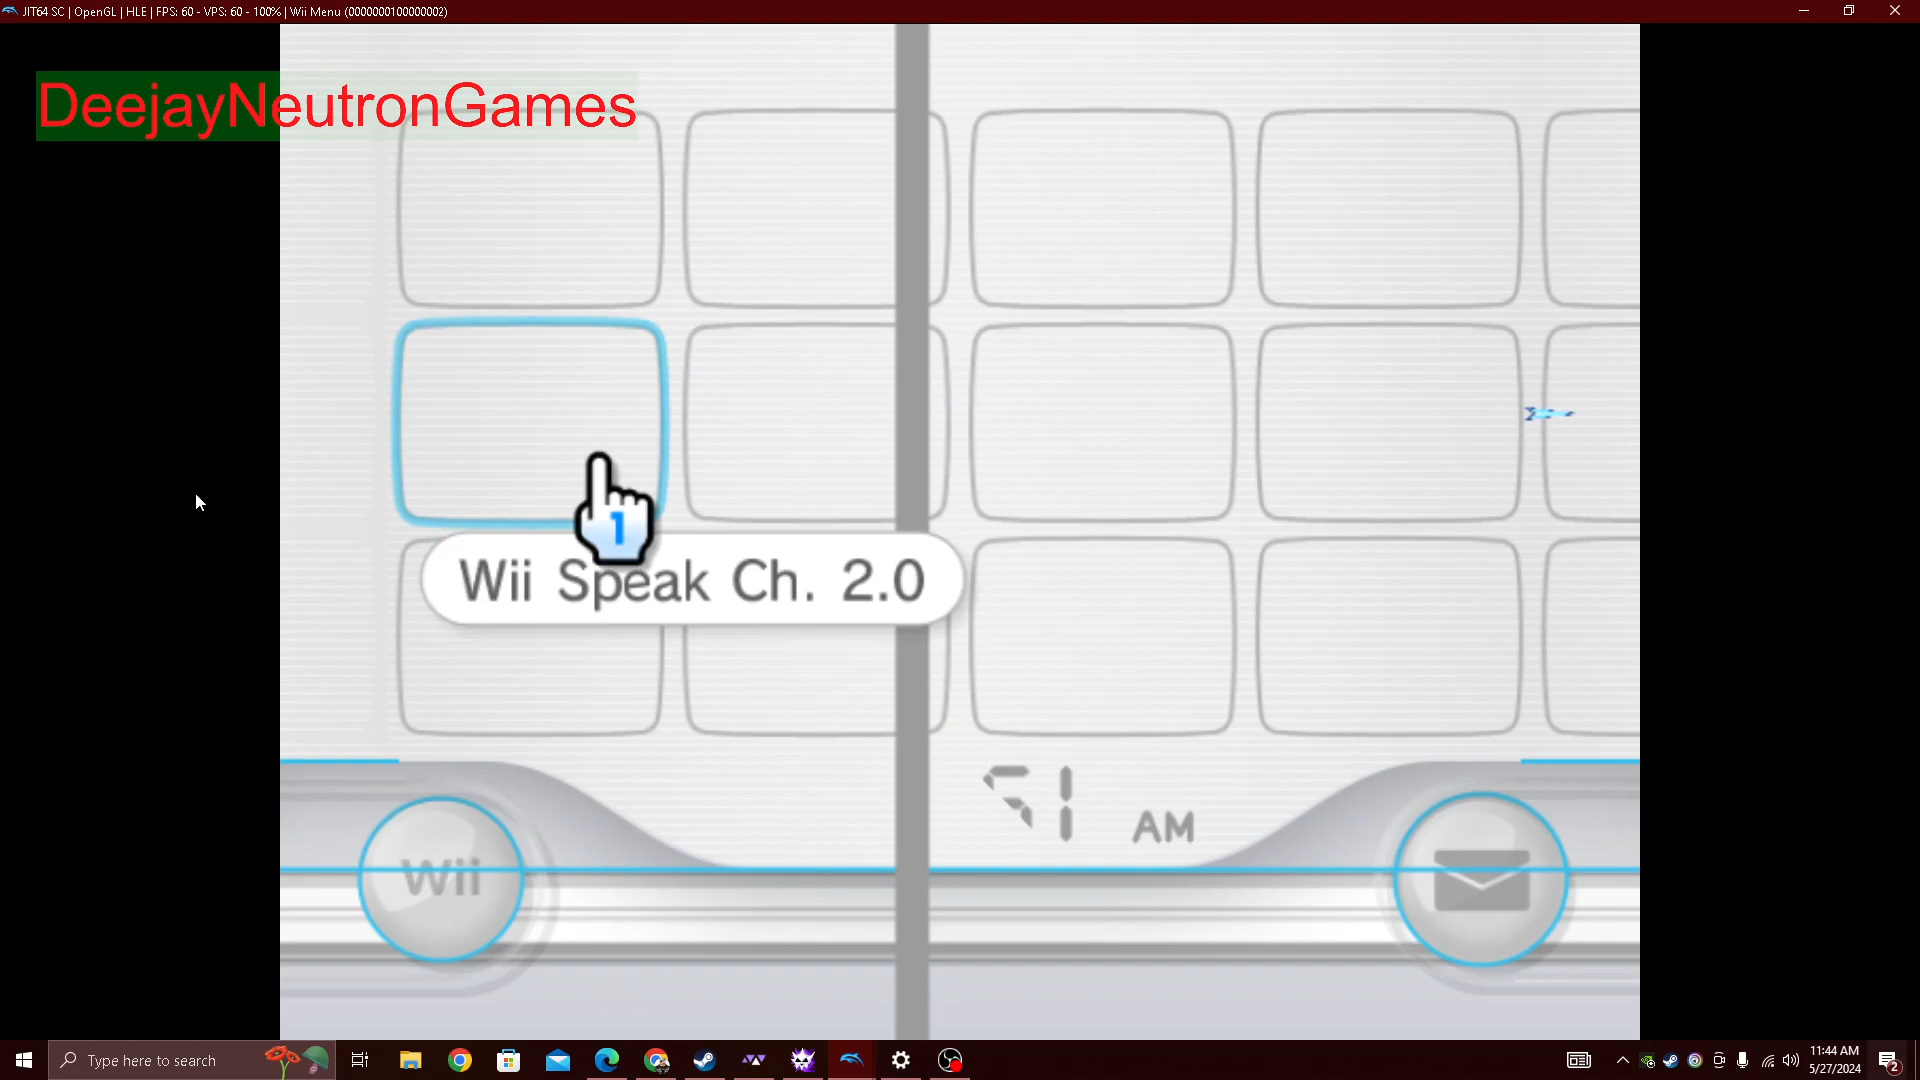 JIT64 SC | OpenGL | HLE | FPS: 60 - VPS: 60 - 100% | Wii Menu (0000000100000002)
DeejayNeutronGames
1
Wii Speak Ch. 2.0
AM
Wii
Type here to search
11:44 AM
5/27/2024
2